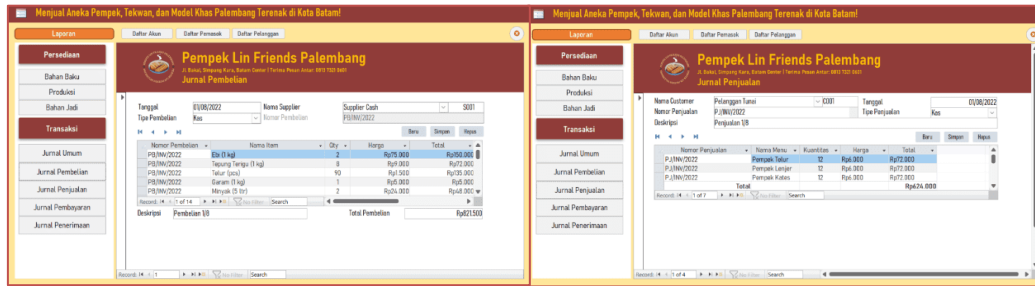 Menjual Aneka Pempek, Tekwan, dan Model Khas Palembang Terenak di Kota Batam!
Laporan
Daftar Akun Daftar Pemasok Daftar Pelanggan
Persediaan
Bahan Baku
Produksi
Bahan Jadi
Transaksi
Jurnal Umum
Jurnal Pembelian
Jurnal Penjualan
Jurnal Pembayaran
Jurnal Penerimaan
Pempek Lin Friends Palembang
Jurnal Pembelian
Tanggal 01/08/2022 Nama Supplier Supplier Cash S001
Tipe Pembelian Kas Nomor Pembelian PB/INV/2022
Baru Simpan Hapus
Nomor Pembelian Nama Item Qty Harga Total
PB/INV/2022 Ebi (1 kg) 2 Rp75.000 Rp150.000
PB/INV/2022 Tepung Terigu (1 kg) 8 Rp9.000 Rp72.000
PB/INV/2022 Telur (pcs) 90 Rp1.500 Rp135.000
PB/INV/2022 Garam (1 kg) 1 Rp5.000 Rp5.000
PB/INV/2022 Minyak (5 ltr) 2 Rp24.000 Rp48.000
Record: 1 of 14 No Filter Search
Deskripsi Pembelian 1/8 Total Pembelian Rp821.500
Record: 1 No Filter Search
Menjual Aneka Pempek, Tekwan, dan Model Khas Palembang Terenak di Kota Batam!
Laporan
Daftar Akun Daftar Pemasok Daftar Pelanggan
Persediaan
Bahan Baku
Produksi
Bahan Jadi
Transaksi
Jurnal Umum
Jurnal Pembelian
Jurnal Penjualan
Jurnal Pembayaran
Jurnal Penerimaan
Pempek Lin Friends Palembang
Jurnal Penjualan
Nama Customer Pelanggan Tunai C001 Tanggal 01/08/2022
Nomor Penjualan PJ/INV/2022 Tipe Penjualan Kas
Deskripsi Penjualan 1/8
Baru Simpan Hapus
Nomor Penjualan Nama Menu Kuantitas Harga Total
PJ/INV/2022 Pempek Telur 12 Rp6.000 Rp72.000
PJ/INV/2022 Pempek Lenjer 12 Rp6.000 Rp72.000
PJ/INV/2022 Pempek Kates 12 Rp6.000 Rp72.000
Total Rp624.000
Record: 1 of 7 No Filter Search
Record: 1 of 4 No Filter Search